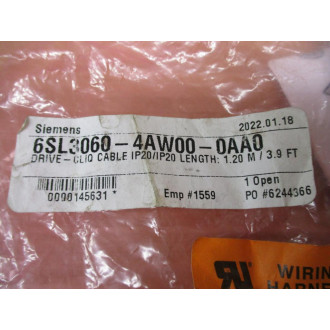 Siemens 2022.01.18
6SL3060-4AW00-0AA0
DRIVE-CLIQ CABLE IP20/IP20 LENGTH: 1.20 M / 3.9 FT
* 0000145631 *
Emp #1559
1 Open
PO #6244366
WIRIN
HARNE